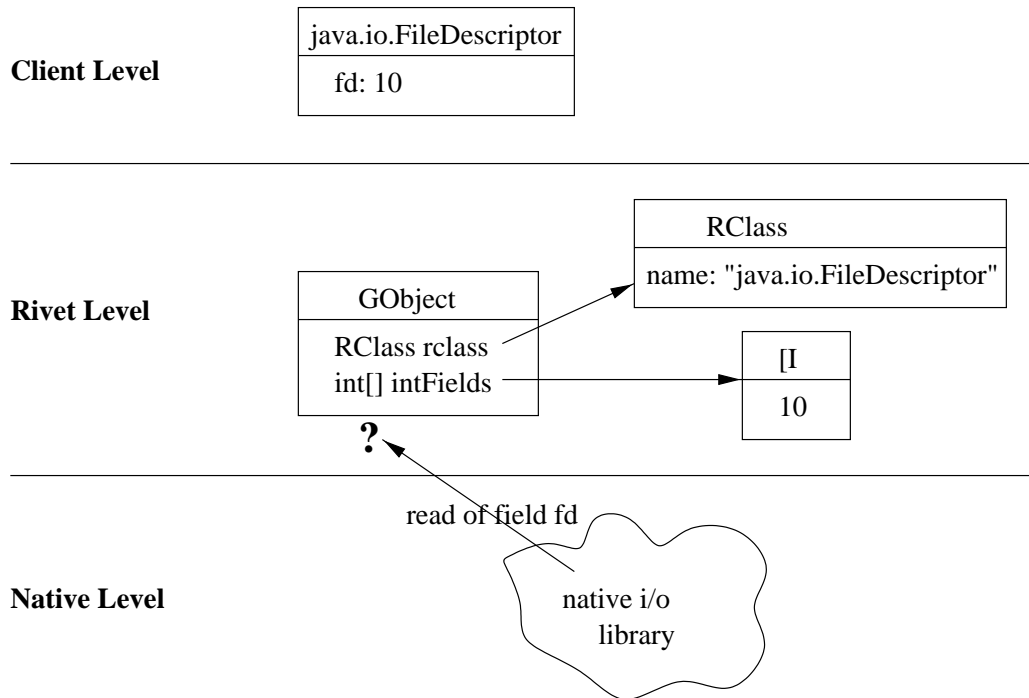 java.io.FileDescriptor
Client Level
fd: 10
RClass
name: "java.io.FileDescriptor"
GObject
Rivet Level
RClass rclass
int[] intFields
[I
10
?
read of field fd
Native Level
native i/o
library